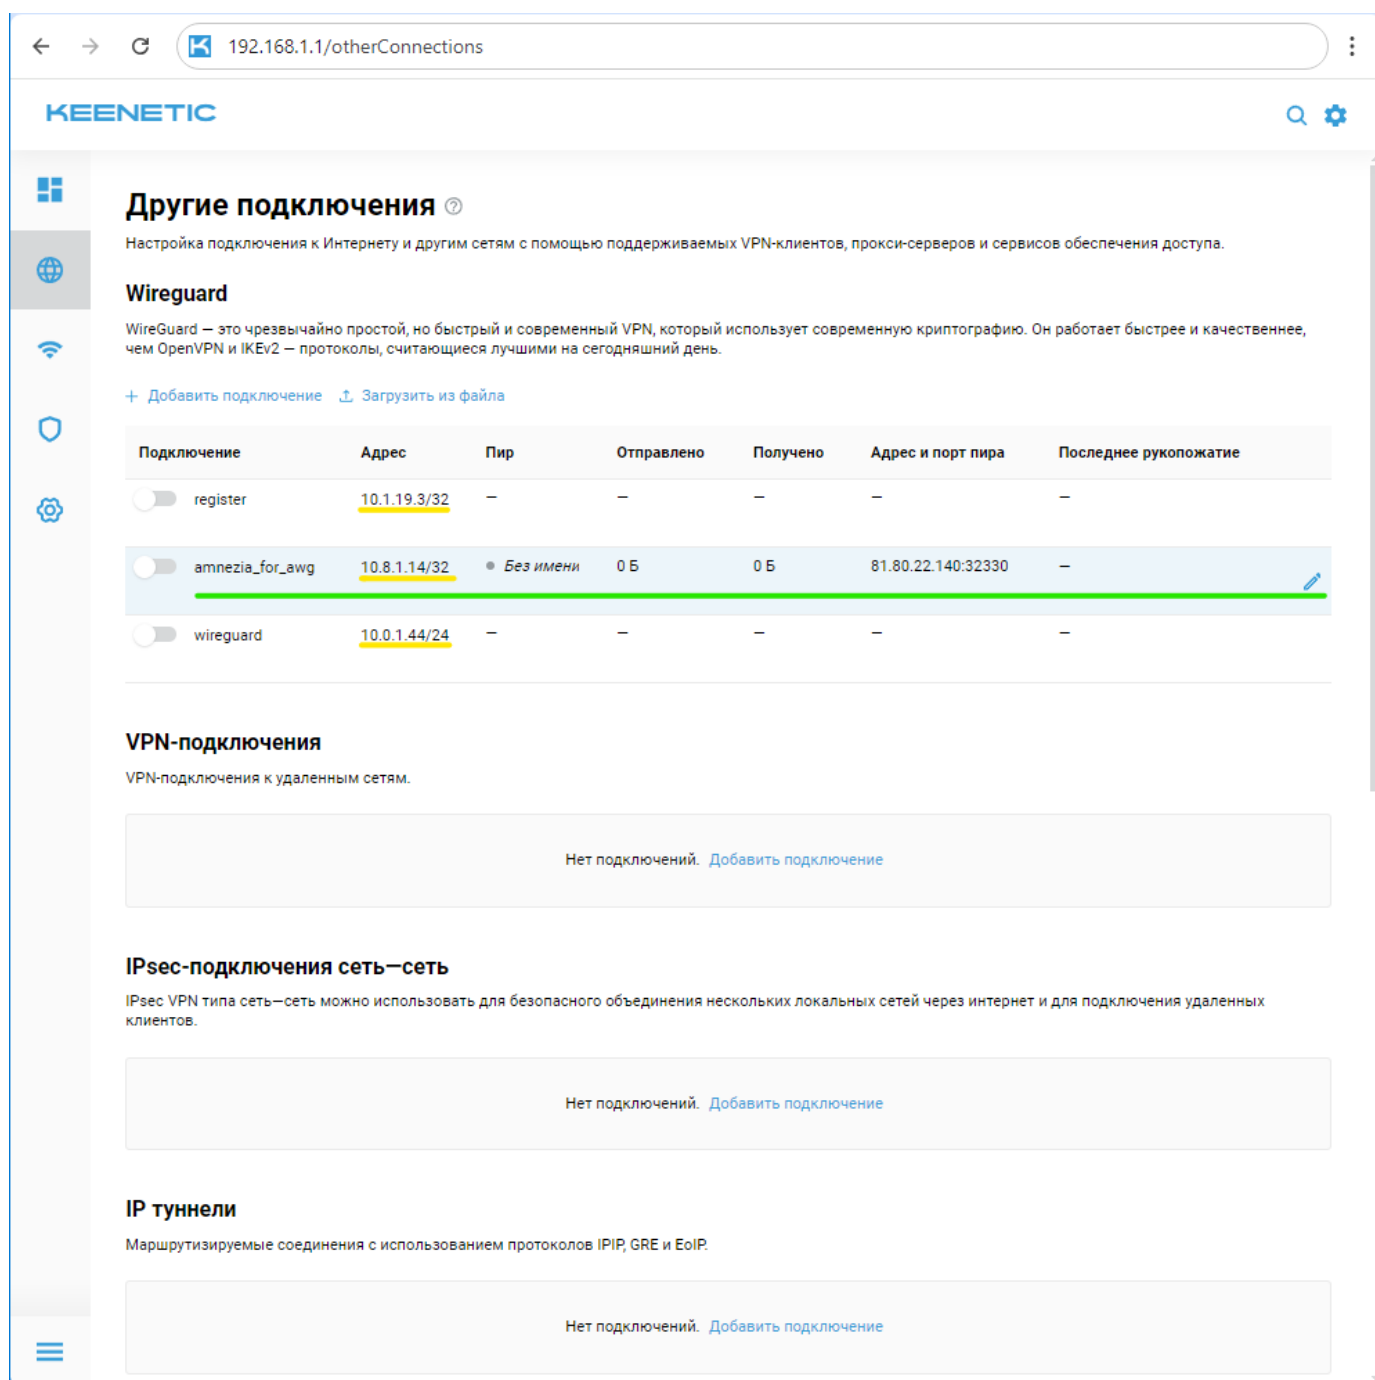 192.168.1.1/otherConnections
KEENETIC
Другие подключения
Настройка подключения к Интернету и другим сетям с помощью поддерживаемых VPN-клиентов, прокси-серверов и сервисов обеспечения доступа.
Wireguard
WireGuard — это чрезвычайно простой, но быстрый и современный VPN, который использует современную криптографию. Он работает быстрее и качественнее,
чем OpenVPN и IKEv2 — протоколы, считающиеся лучшими на сегодняшний день.
+ Добавить подключение Загрузить из файла
Подключение Адрес Пир Отправлено Получено Адрес и порт пира Последнее рукопожатие
register 10.1.19.3/32 — — — — —
amnezia_for_awg 10.8.1.14/32 Без имени 0 Б 0 Б 81.80.22.140:32330 —
wireguard 10.0.1.44/24 — — — — —
VPN-подключения
VPN-подключения к удаленным сетям.
Нет подключений. Добавить подключение
IPsec-подключения сеть—сеть
IPsec VPN типа сеть—сеть можно использовать для безопасного объединения нескольких локальных сетей через интернет и для подключения удаленных
клиентов.
Нет подключений. Добавить подключение
IP туннели
Маршрутизируемые соединения с использованием протоколов IPIP, GRE и EoIP.
Нет подключений. Добавить подключение